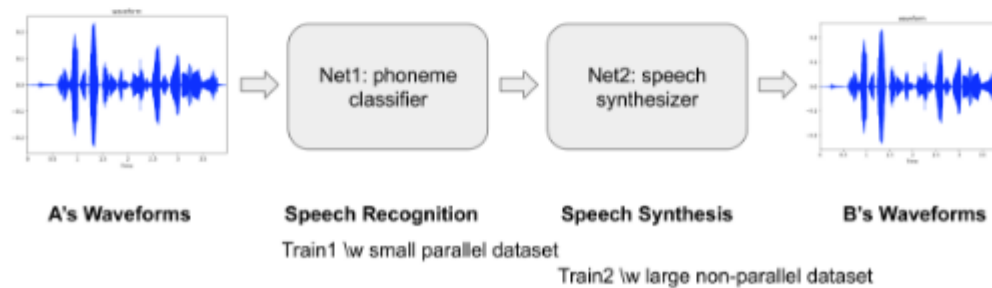 waveform
waveform
Net1: phoneme
classifier
Net2: speech
synthesizer
A's Waveforms
Speech Recognition
Speech Synthesis
B's Waveforms
Train1 \w small parallel dataset
Train2 \w large non-parallel dataset